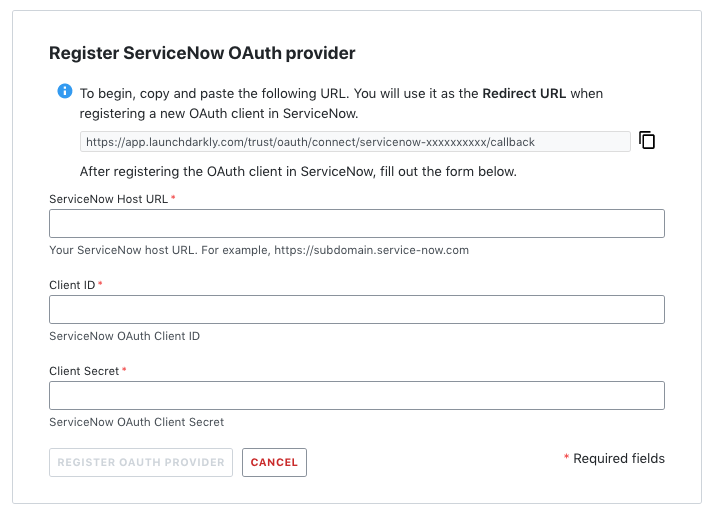 Register ServiceNow OAuth provider
To begin, copy and paste the following URL. You will use it as the Redirect URL when
registering a new OAuth client in ServiceNow.
https://app.launchdarkly.com/trust/oauth/connect/servicenow-xxxxxxxxxx/callback
After registering the OAuth client in ServiceNow, fill out the form below.
ServiceNow Host URL *
Your ServiceNow host URL. For example, https://subdomain.service-now.com
Client ID *
ServiceNow OAuth Client ID
Client Secret *
ServiceNow OAuth Client Secret
REGISTER OAUTH PROVIDER CANCEL * Required fields